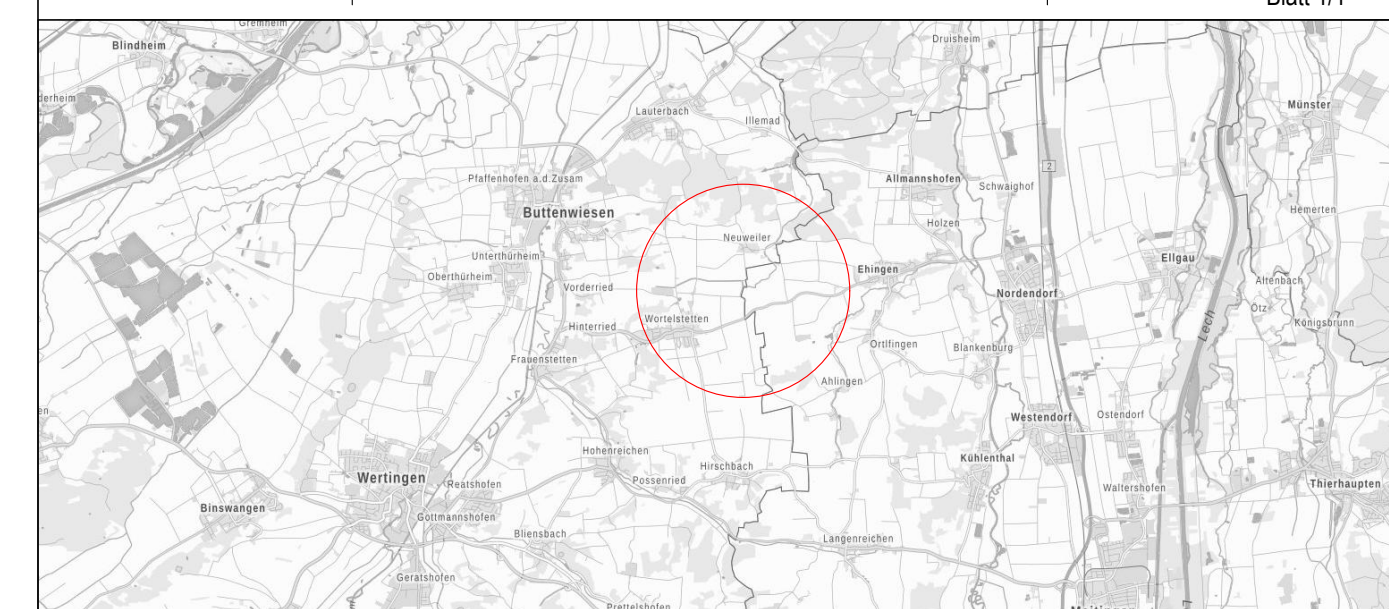 Blatt 1/1
Gremheim
Blindheim
Druisheim
derheim
Münster
Lauterbach
Illemad
Pfaffenhofen a.d.Zusam
Allmannshofen
Schwaighof
2
Buttenwiesen
Hemerten
Holzen
Neuweiler
Unterthürheim
Ellgau
Oberthürheim
Ehingen
Altenbach
Vorderried
Nordendorf
Ötz
Wortelstetten
Königsbrunn
Hinterried
Lech
Frauenstetten
Ortlfingen
Blankenburg
Ahlingen
en
Westendorf
Ostendorf
Hohenreichen
Kühlenthal
Hirschbach
Wertingen
Possenried
Reatshofen
Thierhaupten
Waltershofen
Binswangen
Gottmannshofen
Bliensbach
Langenreichen
Geratshofen
Prettelshofen